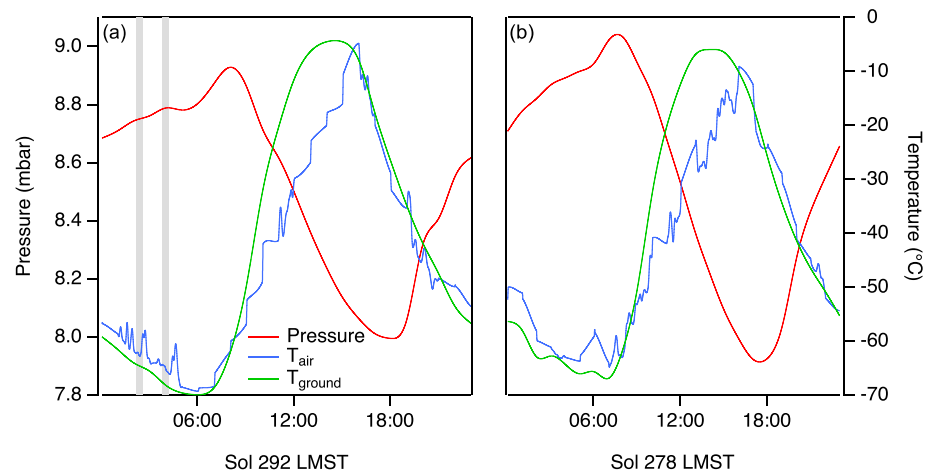 (a)
(b)
9.0
8.8
8.6
8.4
8.2
8.0
7.8
Pressure (mbar)
Pressure
T_air
T_ground
0
-10
-20
-30
-40
-50
-60
-70
Temperature (°C)
06:00 12:00 18:00
06:00 12:00 18:00
Sol 292 LMST
Sol 278 LMST